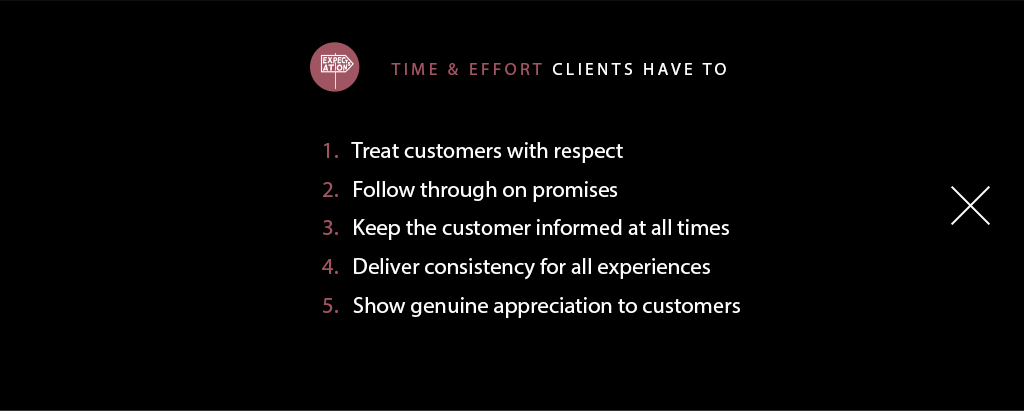 EXPECT
ATION
TIME & EFFORT CLIENTS HAVE TO
1. Treat customers with respect
2. Follow through on promises
3. Keep the customer informed at all times
4. Deliver consistency for all experiences
5. Show genuine appreciation to customers